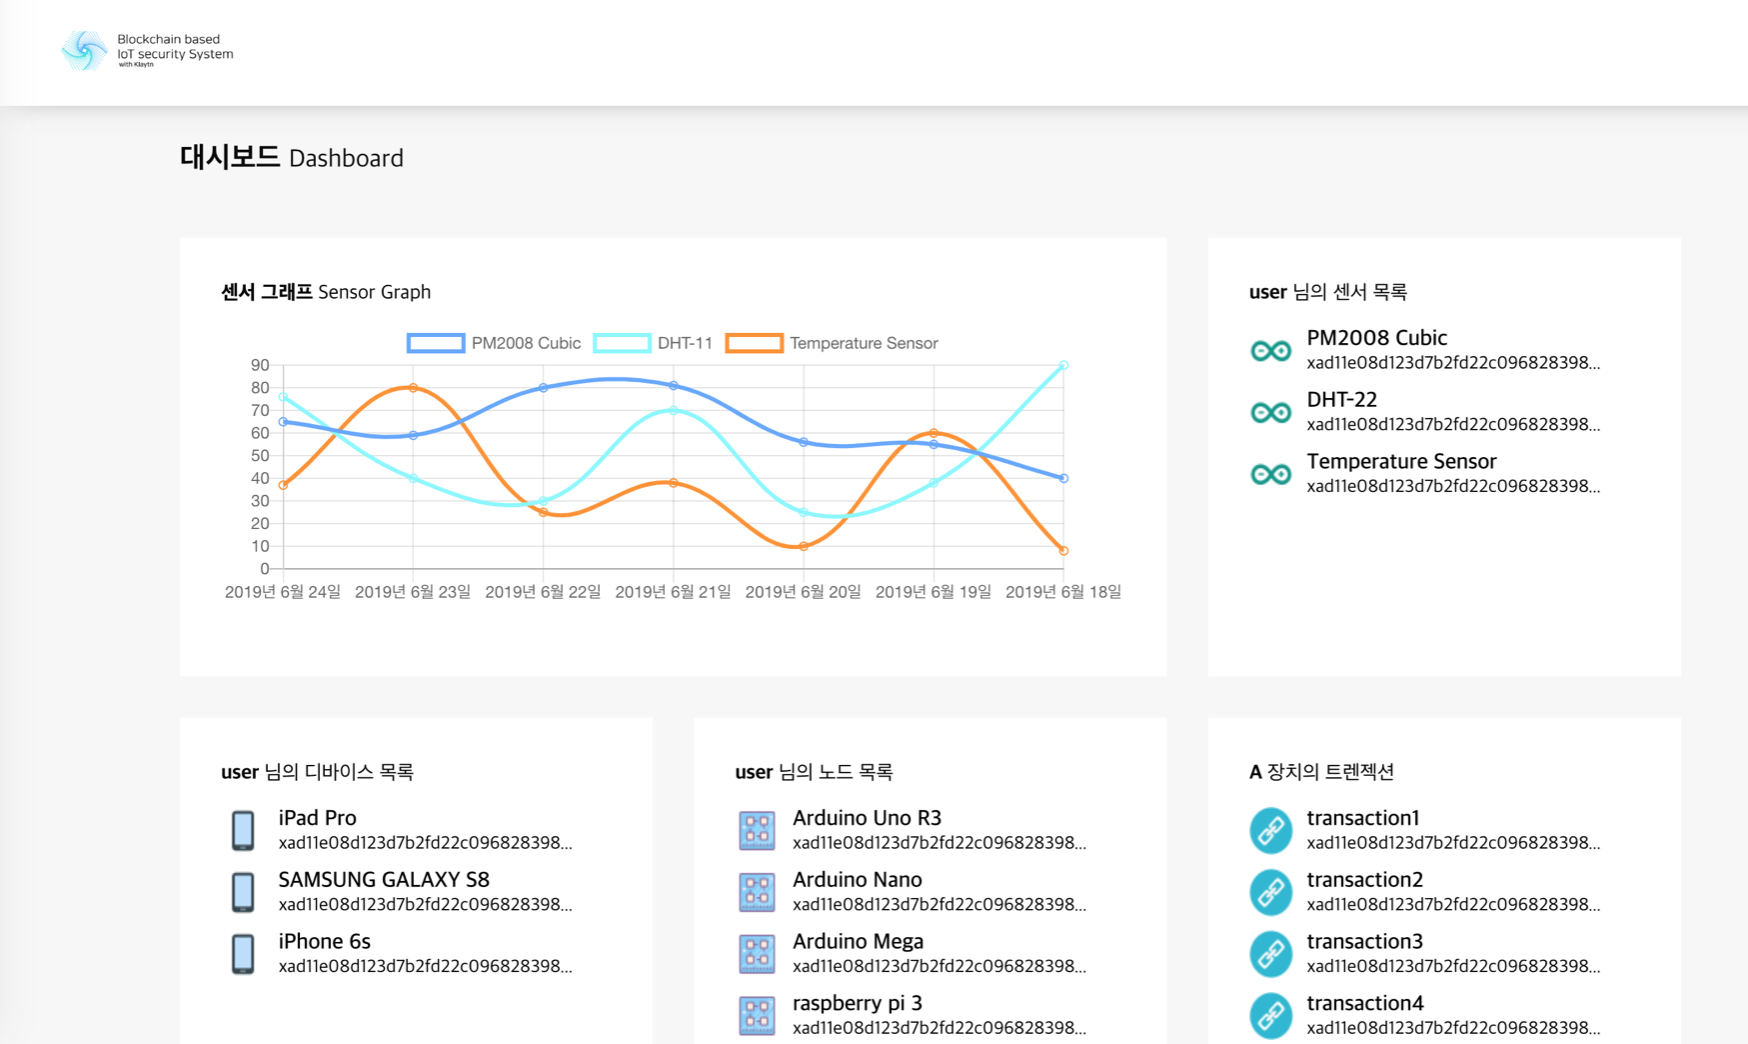 Blockchain based
IoT security System
with Klaytn
대시보드 Dashboard
센서 그래프 Sensor Graph
PM2008 Cubic DHT-11 Temperature Sensor
90
80
70
60
50
40
30
20
10
0
2019년 6월 24일 2019년 6월 23일 2019년 6월 22일 2019년 6월 21일 2019년 6월 20일 2019년 6월 19일 2019년 6월 18일
user 님의 센서 목록
PM2008 Cubic
xad11e08d123d7b2fd22c096828398...
DHT-22
xad11e08d123d7b2fd22c096828398...
Temperature Sensor
xad11e08d123d7b2fd22c096828398...
user 님의 디바이스 목록
iPad Pro
xad11e08d123d7b2fd22c096828398...
SAMSUNG GALAXY S8
xad11e08d123d7b2fd22c096828398...
iPhone 6s
xad11e08d123d7b2fd22c096828398...
user 님의 노드 목록
Arduino Uno R3
xad11e08d123d7b2fd22c096828398...
Arduino Nano
xad11e08d123d7b2fd22c096828398...
Arduino Mega
xad11e08d123d7b2fd22c096828398...
raspberry pi 3
xad11e08d123d7b2fd22c096828398...
A 장치의 트렌젝션
transaction1
xad11e08d123d7b2fd22c096828398...
transaction2
xad11e08d123d7b2fd22c096828398...
transaction3
xad11e08d123d7b2fd22c096828398...
transaction4
xad11e08d123d7b2fd22c096828398...